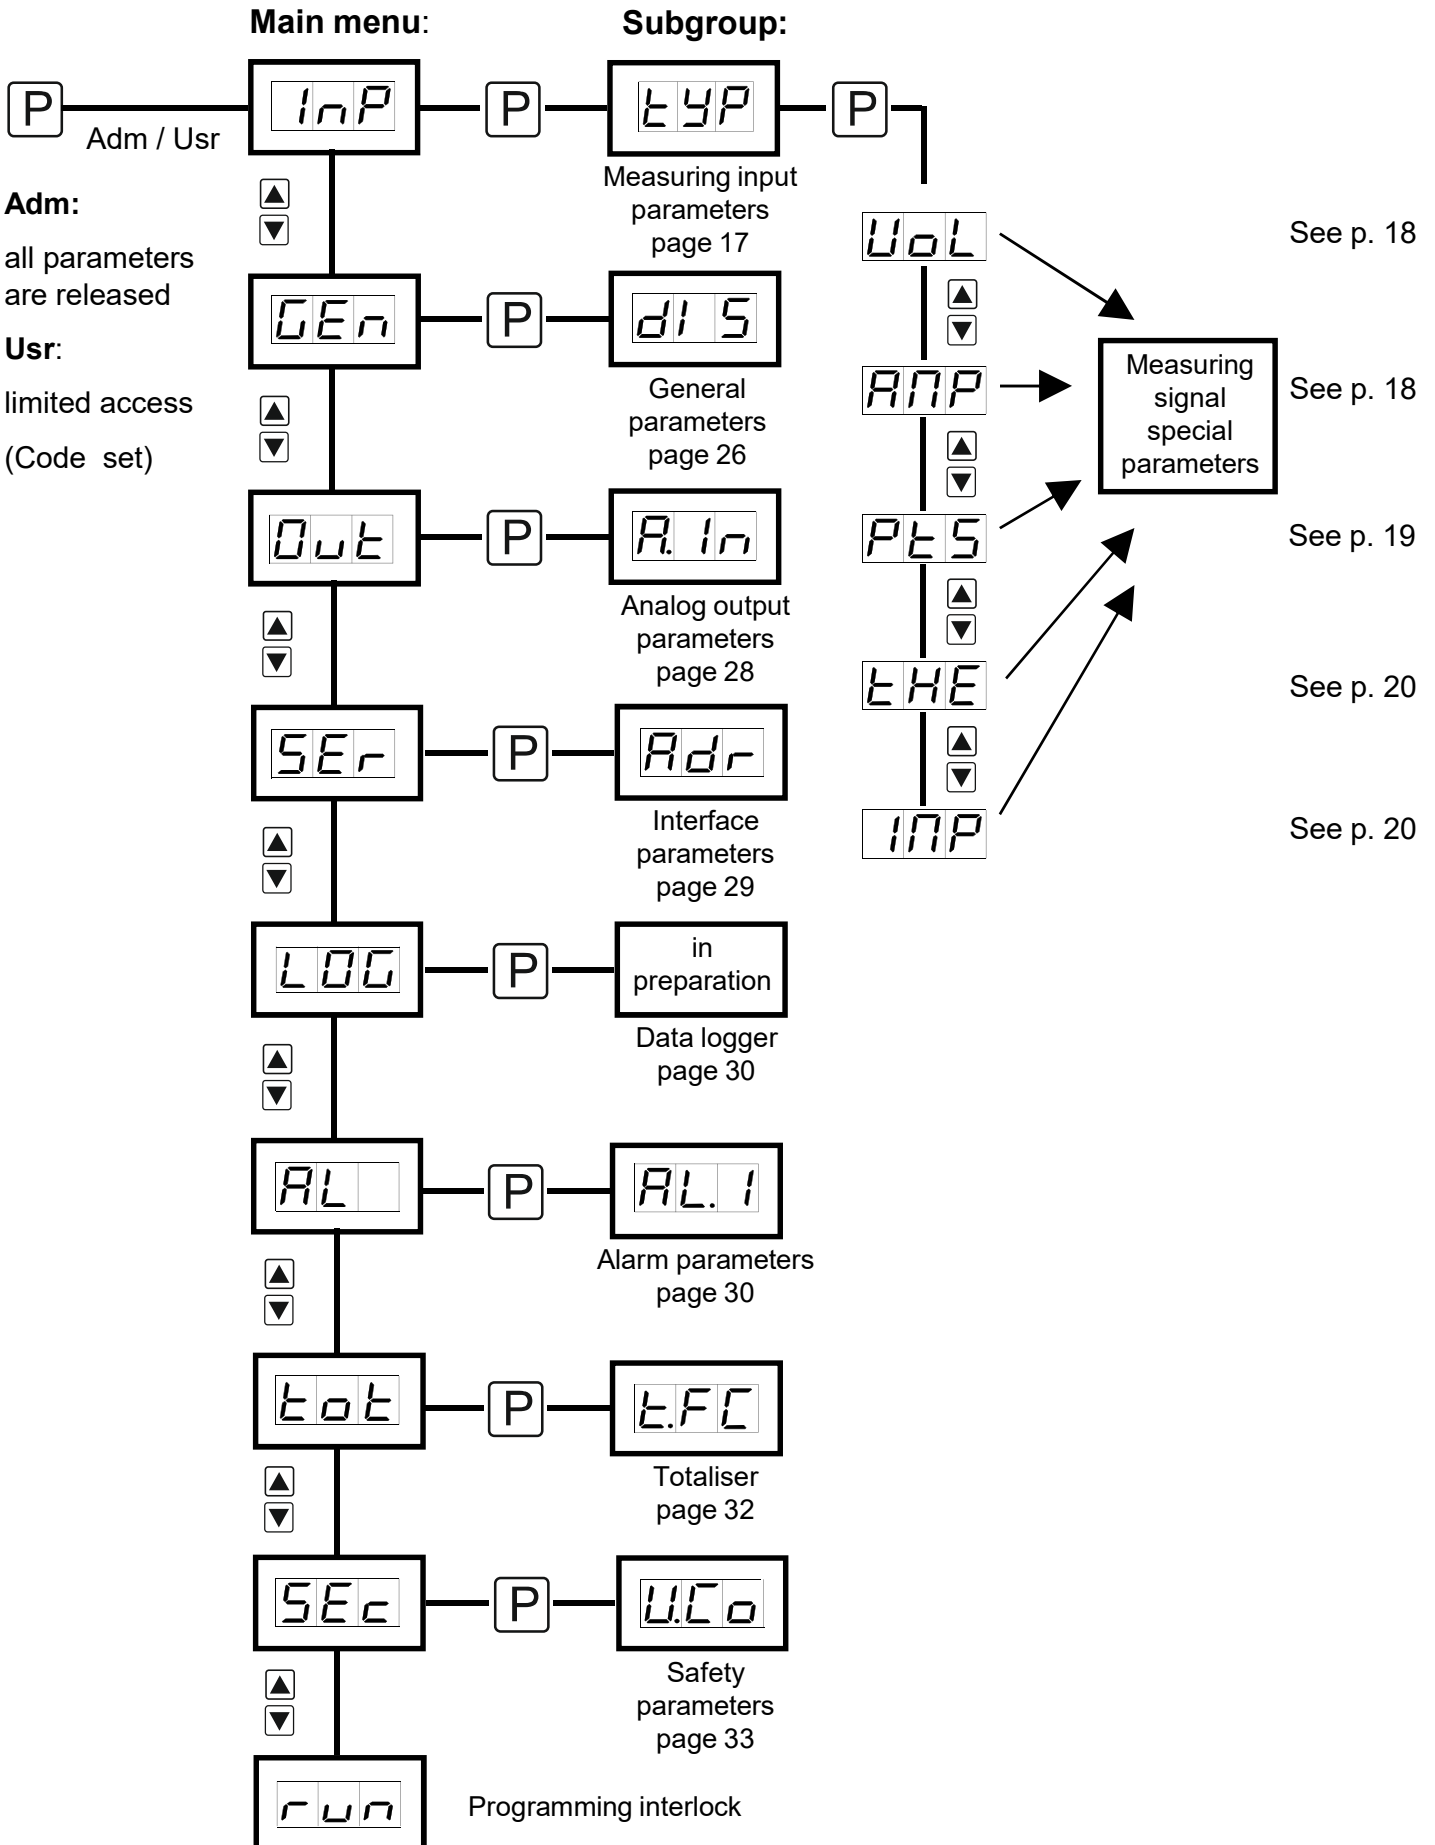 Main menu:
Subgroup:
P
InP
P
tYP
P
Adm / Usr
Measuring input
parameters
page 17
Adm:
all parameters
are released
Usr:
limited access
(Code set)
UoL
See p. 18
GEn
P
dIS
General
parameters
page 26
AMP
Measuring
signal
special
parameters
See p. 18
Out
P
A.In
Analog output
parameters
page 28
PtS
See p. 19
tHE
See p. 20
SEr
P
Adr
Interface
parameters
page 29
IMP
See p. 20
LOG
P
in
preparation
Data logger
page 30
AL
P
AL.1
Alarm parameters
page 30
tot
P
t.FC
Totaliser
page 32
SEc
P
U.Co
Safety
parameters
page 33
run
Programming interlock